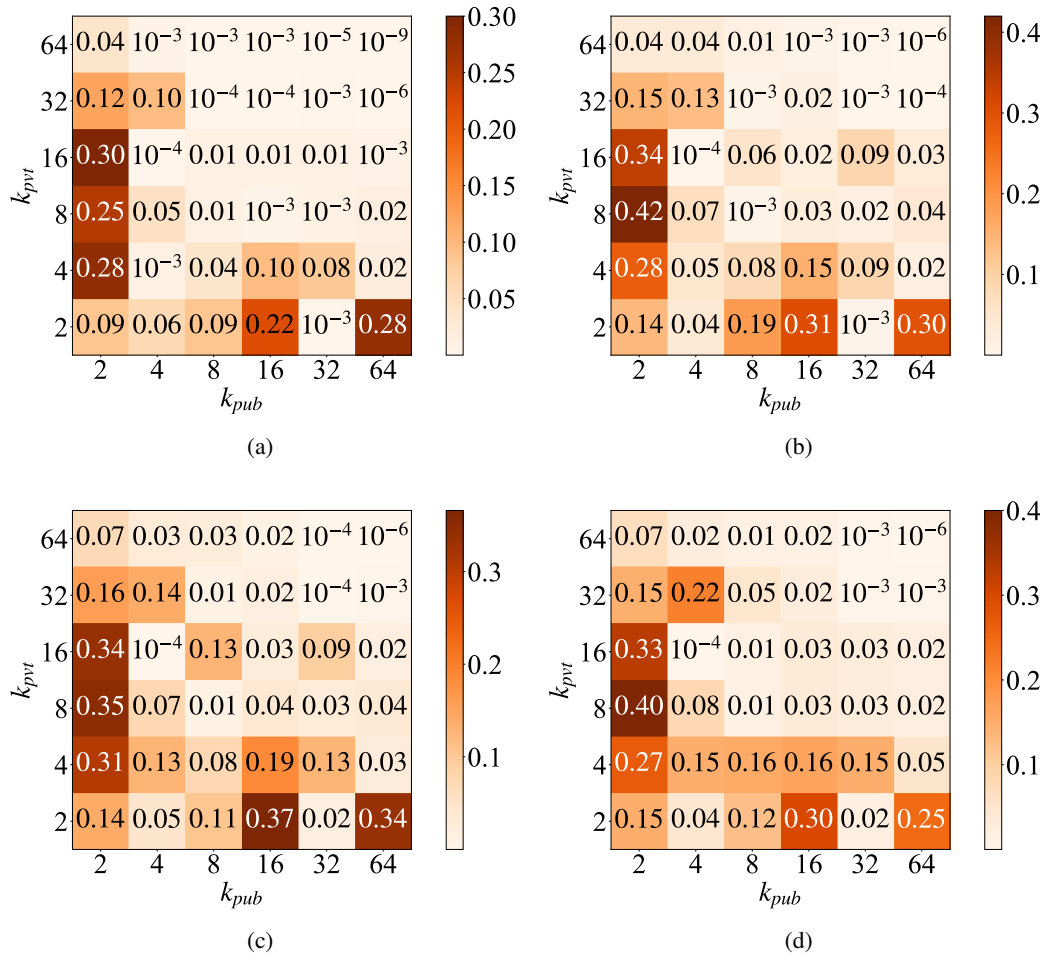 64 0.04 10⁻³ 10⁻³ 10⁻³ 10⁻⁵ 10⁻⁹
32 0.12 0.10 10⁻⁴ 10⁻⁴ 10⁻³ 10⁻⁶
16 0.30 10⁻⁴ 0.01 0.01 0.01 10⁻³
8 0.25 0.05 0.01 10⁻³ 10⁻³ 0.02
4 0.28 10⁻³ 0.04 0.10 0.08 0.02
2 0.09 0.06 0.09 0.22 10⁻³ 0.28
2 4 8 16 32 64
k_pvt
k_pub
0.30
0.25
0.20
0.15
0.10
0.05
(a)
64 0.04 0.04 0.01 10⁻³ 10⁻³ 10⁻⁶
32 0.15 0.13 10⁻³ 0.02 10⁻³ 10⁻⁴
16 0.34 10⁻⁴ 0.06 0.02 0.09 0.03
8 0.42 0.07 10⁻³ 0.03 0.02 0.04
4 0.28 0.05 0.08 0.15 0.09 0.02
2 0.14 0.04 0.19 0.31 10⁻³ 0.30
2 4 8 16 32 64
k_pvt
k_pub
0.4
0.3
0.2
0.1
(b)
64 0.07 0.03 0.03 0.02 10⁻⁴ 10⁻⁶
32 0.16 0.14 0.01 0.02 10⁻⁴ 10⁻³
16 0.34 10⁻⁴ 0.13 0.03 0.09 0.02
8 0.35 0.07 0.01 0.04 0.03 0.04
4 0.31 0.13 0.08 0.19 0.13 0.03
2 0.14 0.05 0.11 0.37 0.02 0.34
2 4 8 16 32 64
k_pvt
k_pub
0.3
0.2
0.1
(c)
64 0.07 0.02 0.01 0.02 10⁻³ 10⁻⁶
32 0.15 0.22 0.05 0.02 10⁻³ 10⁻³
16 0.33 10⁻⁴ 0.01 0.03 0.03 0.02
8 0.40 0.08 0.01 0.03 0.03 0.02
4 0.27 0.15 0.16 0.16 0.15 0.05
2 0.15 0.04 0.12 0.30 0.02 0.25
2 4 8 16 32 64
k_pvt
k_pub
0.4
0.3
0.2
0.1
(d)